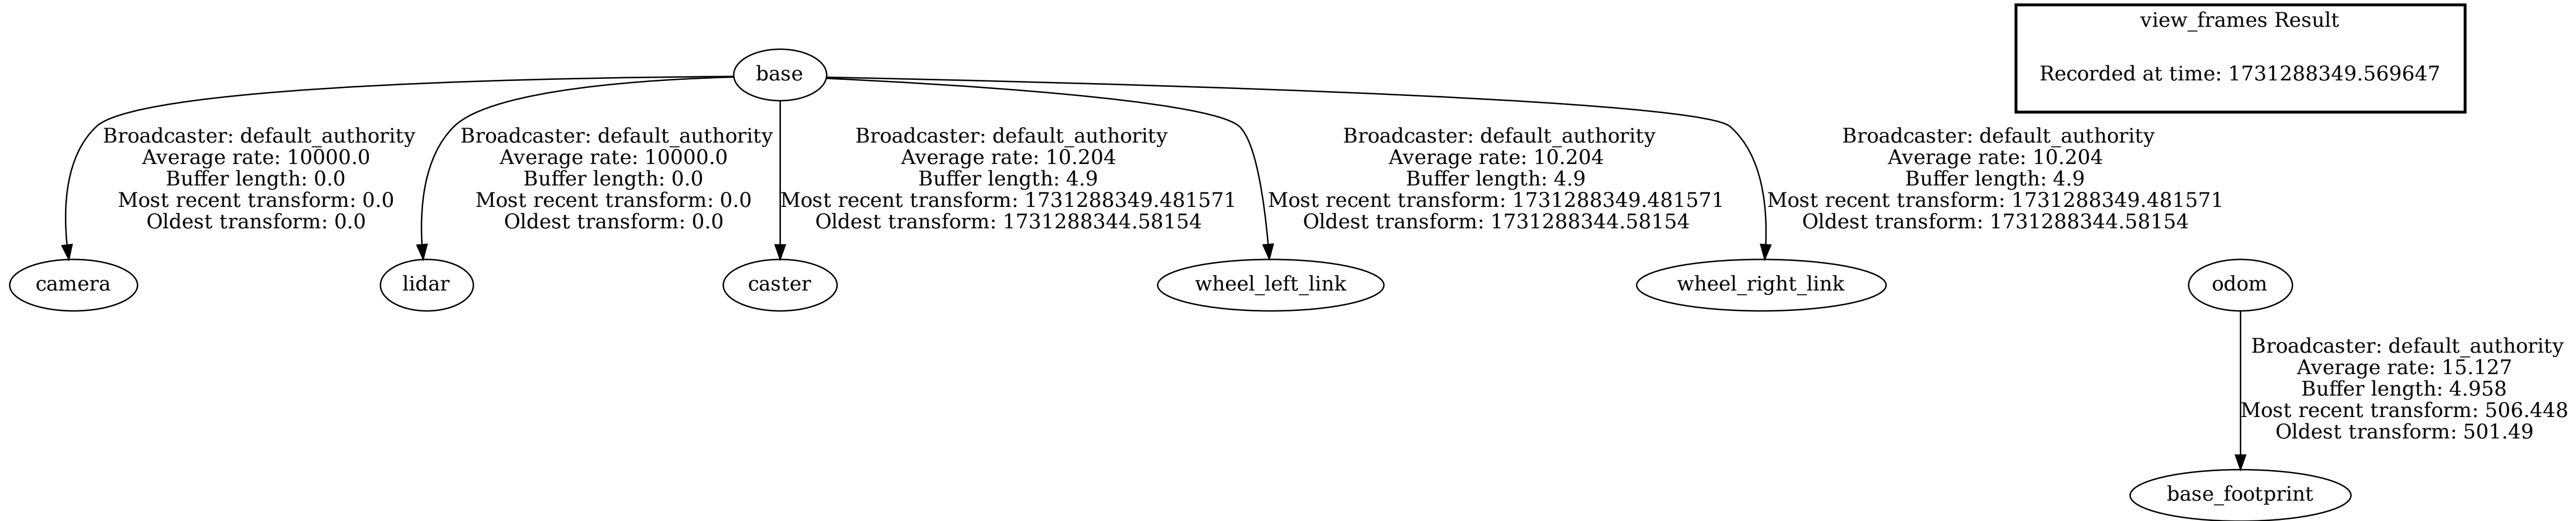 view_frames Result
Recorded at time: 1731288349.569647
base
Broadcaster: default_authority
Average rate: 10000.0
Buffer length: 0.0
Most recent transform: 0.0
Oldest transform: 0.0
Broadcaster: default_authority
Average rate: 10000.0
Buffer length: 0.0
Most recent transform: 0.0
Oldest transform: 0.0
Broadcaster: default_authority
Average rate: 10.204
Buffer length: 4.9
Most recent transform: 1731288349.481571
Oldest transform: 1731288344.58154
Broadcaster: default_authority
Average rate: 10.204
Buffer length: 4.9
Most recent transform: 1731288349.481571
Oldest transform: 1731288344.58154
Broadcaster: default_authority
Average rate: 10.204
Buffer length: 4.9
Most recent transform: 1731288349.481571
Oldest transform: 1731288344.58154
camera
lidar
caster
wheel_left_link
wheel_right_link
odom
Broadcaster: default_authority
Average rate: 15.127
Buffer length: 4.958
Most recent transform: 506.448
Oldest transform: 501.49
base_footprint